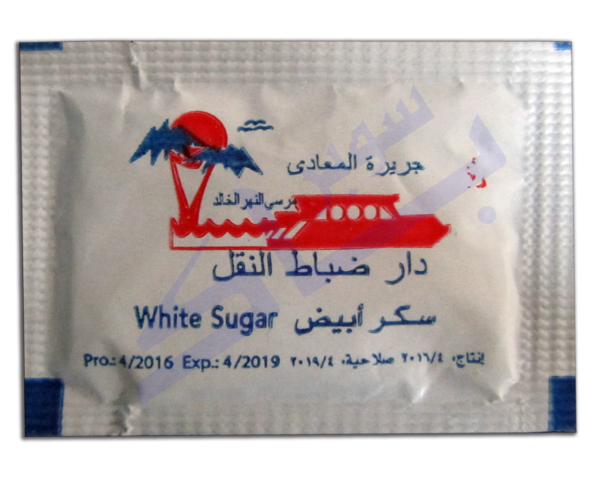 جريرة المعادى
مرسي النهر الخالد
دار ضباط النقل
سكر أبيض White Sugar
Pro.: 4/2016 Exp.: 4/2019 إنتاج: ٢٠١٦/٤ صلاحية: ٢٠١٩/٤